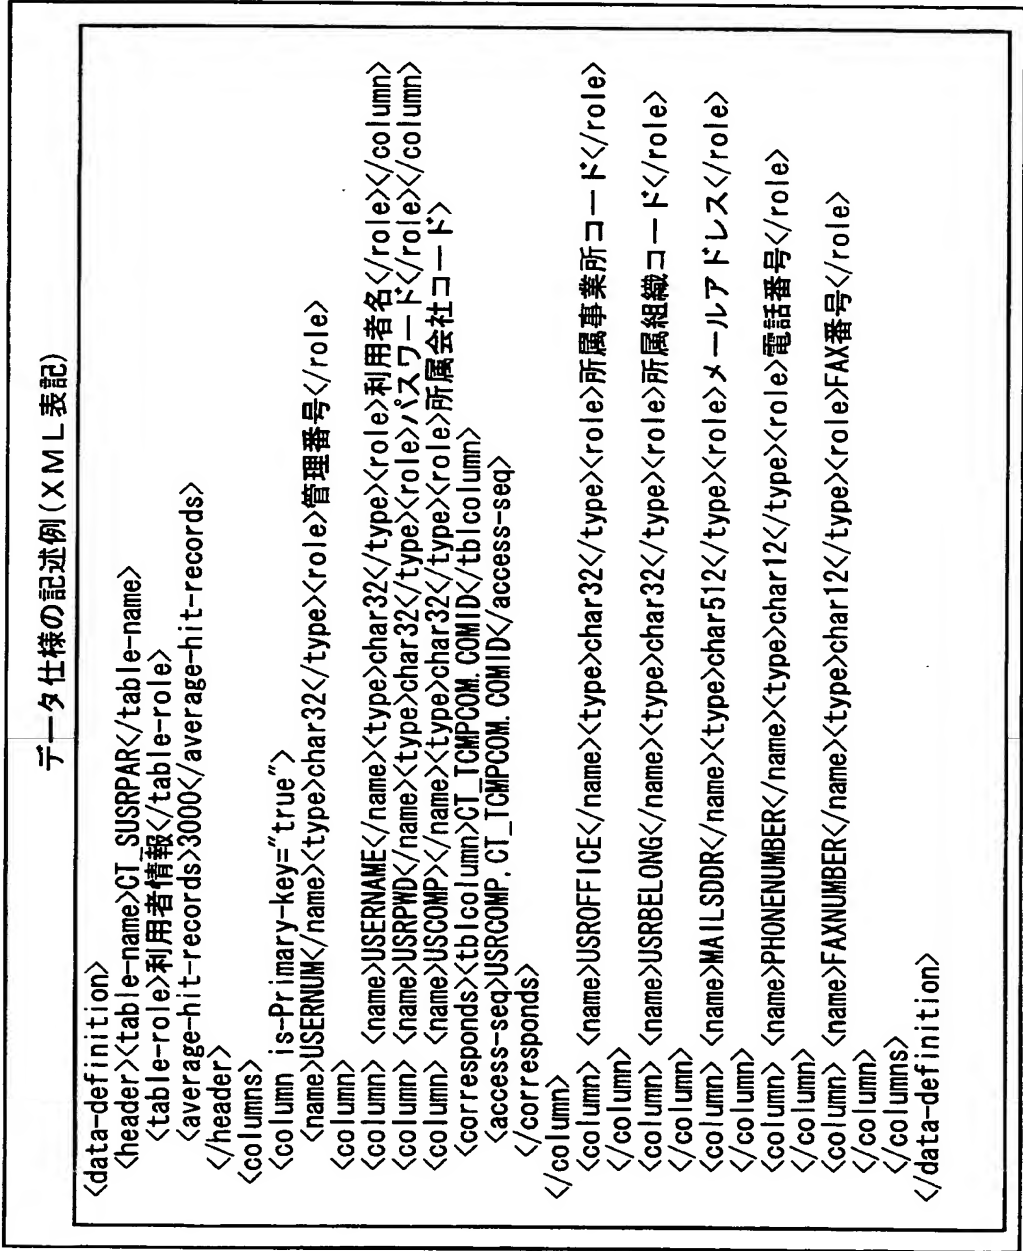 データ仕様の記述例(XML表記)
<data-definition>
<header><table-name>CT_SUSRPAR</table-name>
<table-role>利用者情報</table-role>
<average-hit-records>3000</average-hit-records>
</header>
<columns>
<column is-Primary-key="true">
<name>USERNUM</name><type>char32</type><role>管理番号</role>
<column>
<column> <name>USERNAME</name><type>char32</type><role>利用者名</role></column>
<column> <name>USRPWD</name><type>char32</type><role>パスワード</role></column>
<column> <name>USCOMP></name><type>char32</type><role>所属会社コード>
<corresponds><tblcolumn>CT_TCMPCOM.COMID</tblcolumn>
<access-seq>USRCOMP,CT_TCMPCOM.COMID</access-seq>
</corresponds>
</column>
<column> <name>USROFFICE</name><type>char32</type><role>所属事業所コード</role>
</column>
<column> <name>USRBELONG</name><type>char32</type><role>所属組織コード</role>
</column>
<column> <name>MAILSDDR</name><type>char512</type><role>メールアドレス</role>
</column>
<column> <name>PHONENUMBER</name><type>char12</type><role>電話番号</role>
</column>
<column> <name>FAXNUMBER</name><type>char12</type><role>FAX番号</role>
</column>
</columns>
</data-definition>